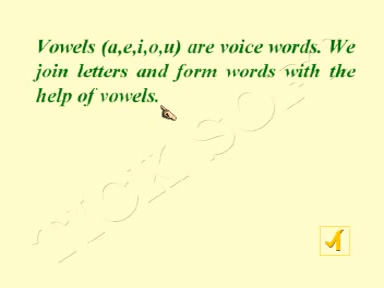 Vowels (a,e,i,o,u) are voice words. We
join letters and form words with the
help of vowels.